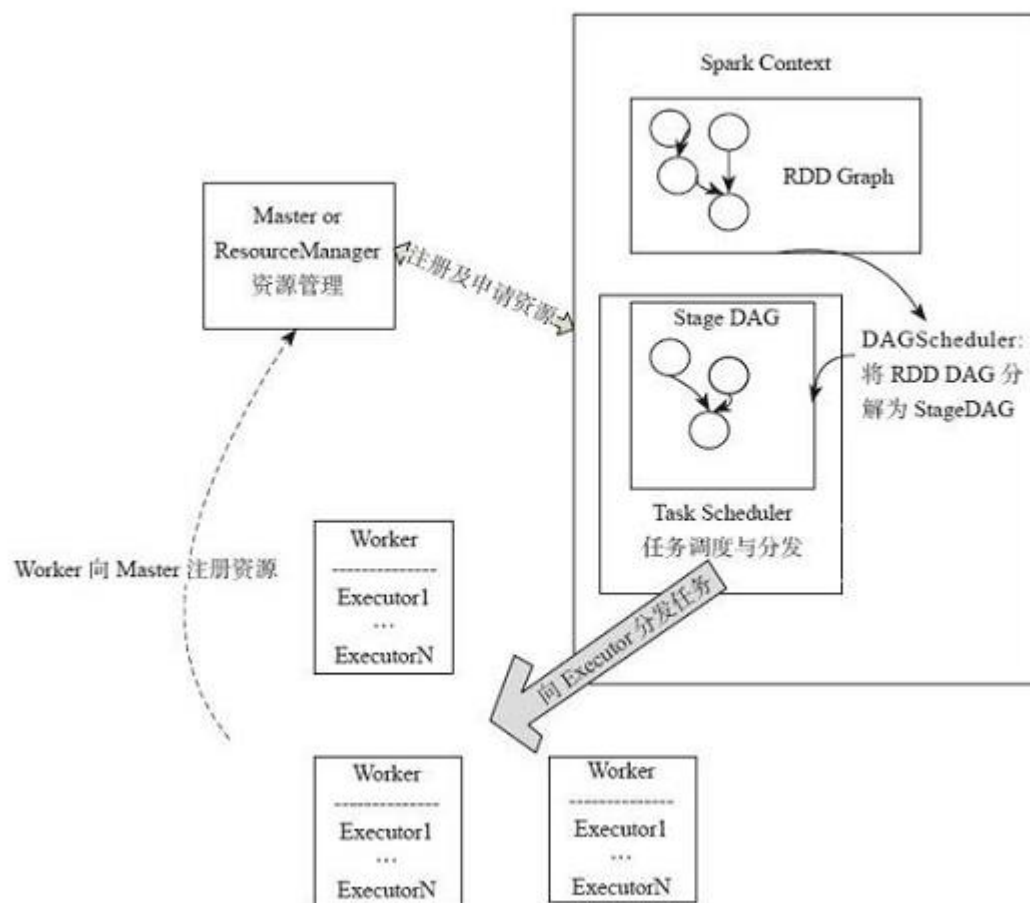 Spark Context
RDD Graph
Master or
ResourceManager
资源管理
注册及申请资源
Stage DAG
DAGScheduler:
将 RDD DAG 分
解为 StageDAG
Task Scheduler
任务调度与分发
Worker 向 Master 注册资源
Worker
Executor1
...
ExecutorN
向 Executor 分发任务
Worker
Executor1
...
ExecutorN
Worker
Executor1
...
ExecutorN